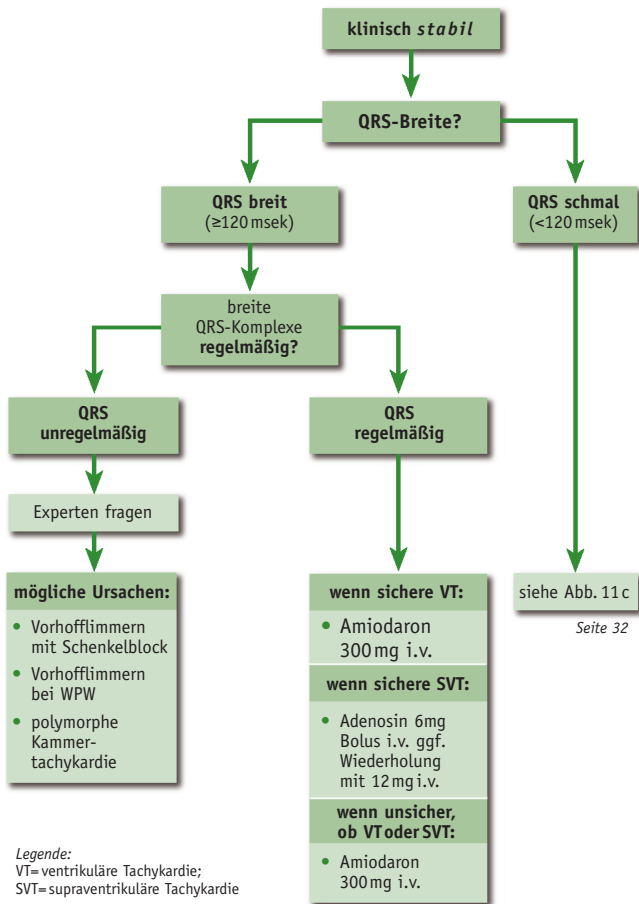 klinisch stabil
QRS-Breite?
QRS breit
(≥120 msek)
QRS schmal
(<120 msek)
breite
QRS-Komplexe
regelmäßig?
QRS
unregelmäßig
QRS
regelmäßig
Experten fragen
mögliche Ursachen:
• Vorhofflimmern
mit Schenkelblock
• Vorhofflimmern
bei WPW
• polymorphe
Kammer-
tachykardie
wenn sichere VT:
• Amiodaron
300 mg i.v.
wenn sichere SVT:
• Adenosin 6mg
Bolus i.v. ggf.
Wiederholung
mit 12 mg i.v.
wenn unsicher,
ob VT oder SVT:
• Amiodaron
300 mg i.v.
siehe Abb. 11 c
Seite 32
Legende:
VT= ventrikuläre Tachykardie;
SVT= supraventrikuläre Tachykardie